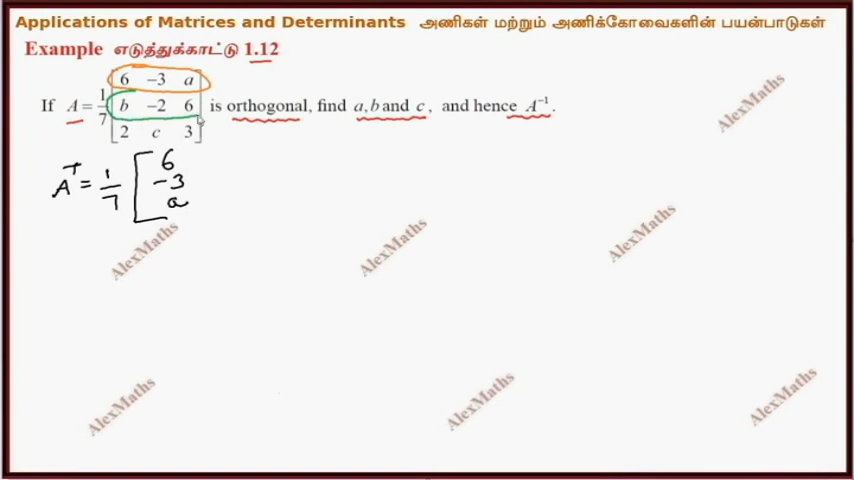 Applications of Matrices and Determinants அணிகள் மற்றும் அணிக்கோவைகளின் பயன்பாடுகள்
Example எடுத்துக்காட்டு 1.12
If A = 1/7 [6 −3 a; b −2 6; 2 c 3] is orthogonal, find a, b and c, and hence A⁻¹.
Aᵀ = 1/7 [6 −3 a
AlexMaths
AlexMaths
AlexMaths
AlexMaths
AlexMaths
AlexMaths
AlexMaths